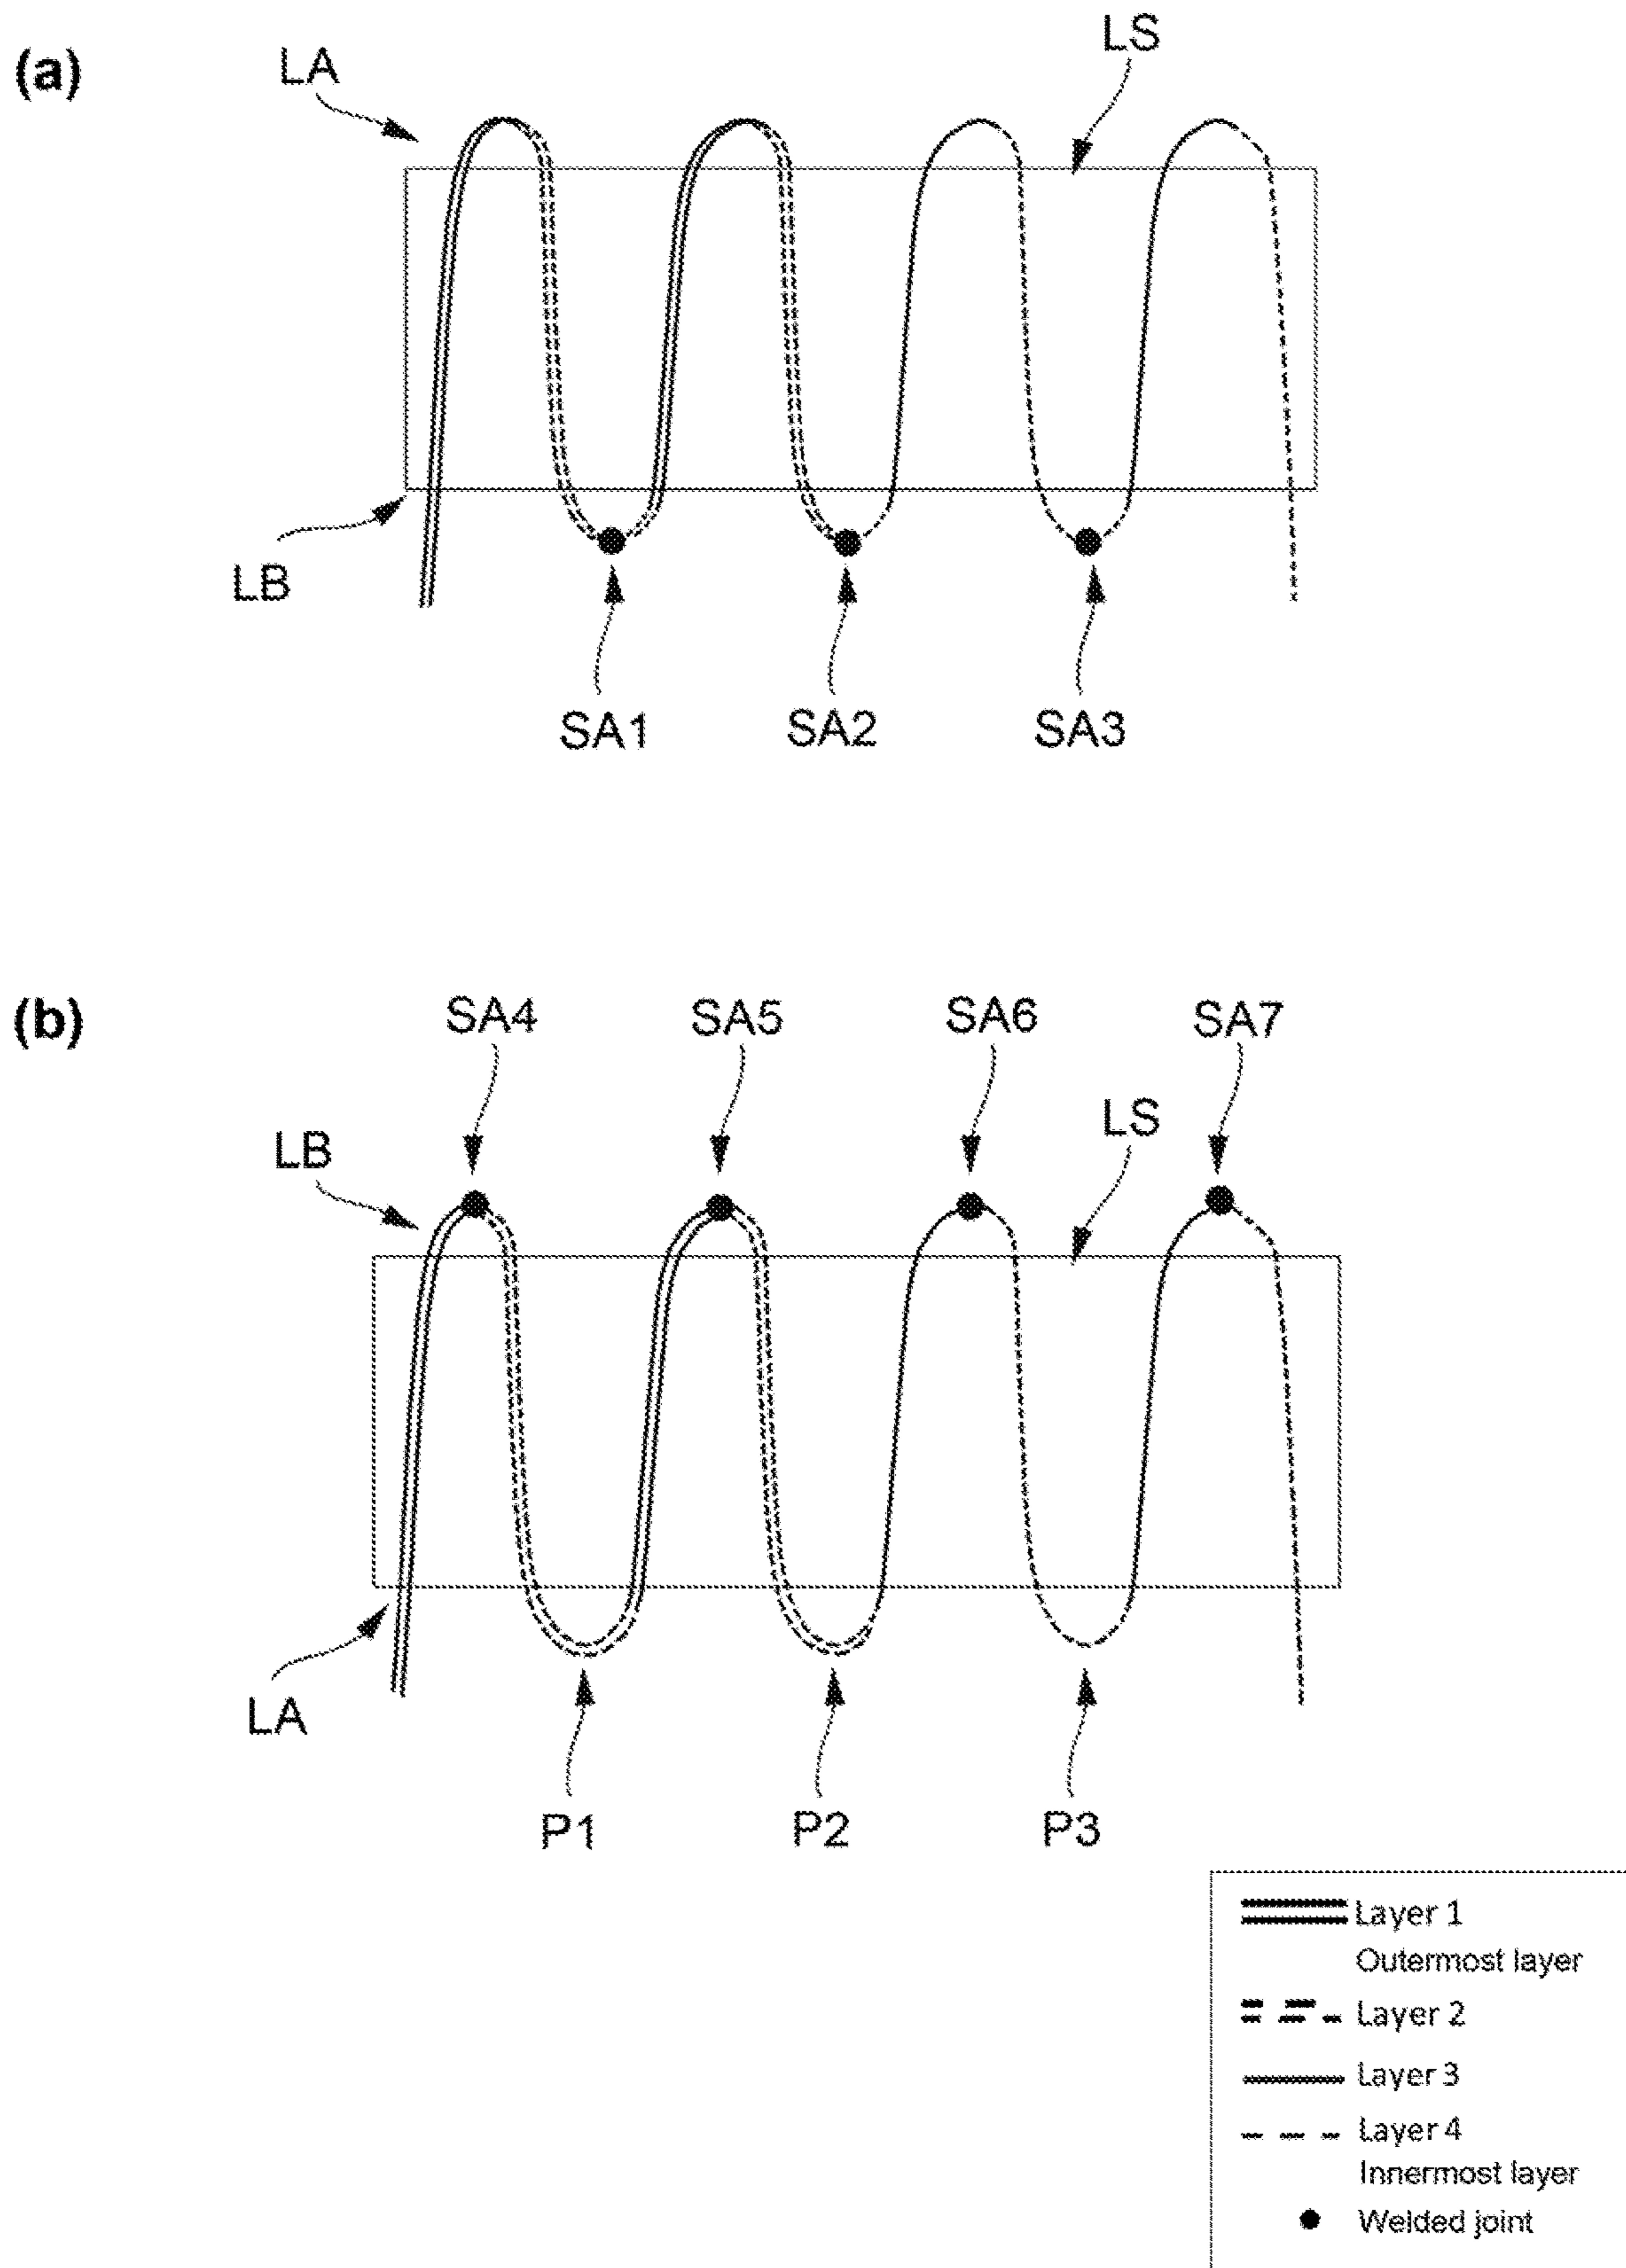 (a)
LA
LS
LB
SA1
SA2
SA3
(b)
SA4
SA5
SA6
SA7
LS
LB
LA
P1
P2
P3
Layer 1
Outermost layer
Layer 2
Layer 3
Layer 4
Innermost layer
Welded joint